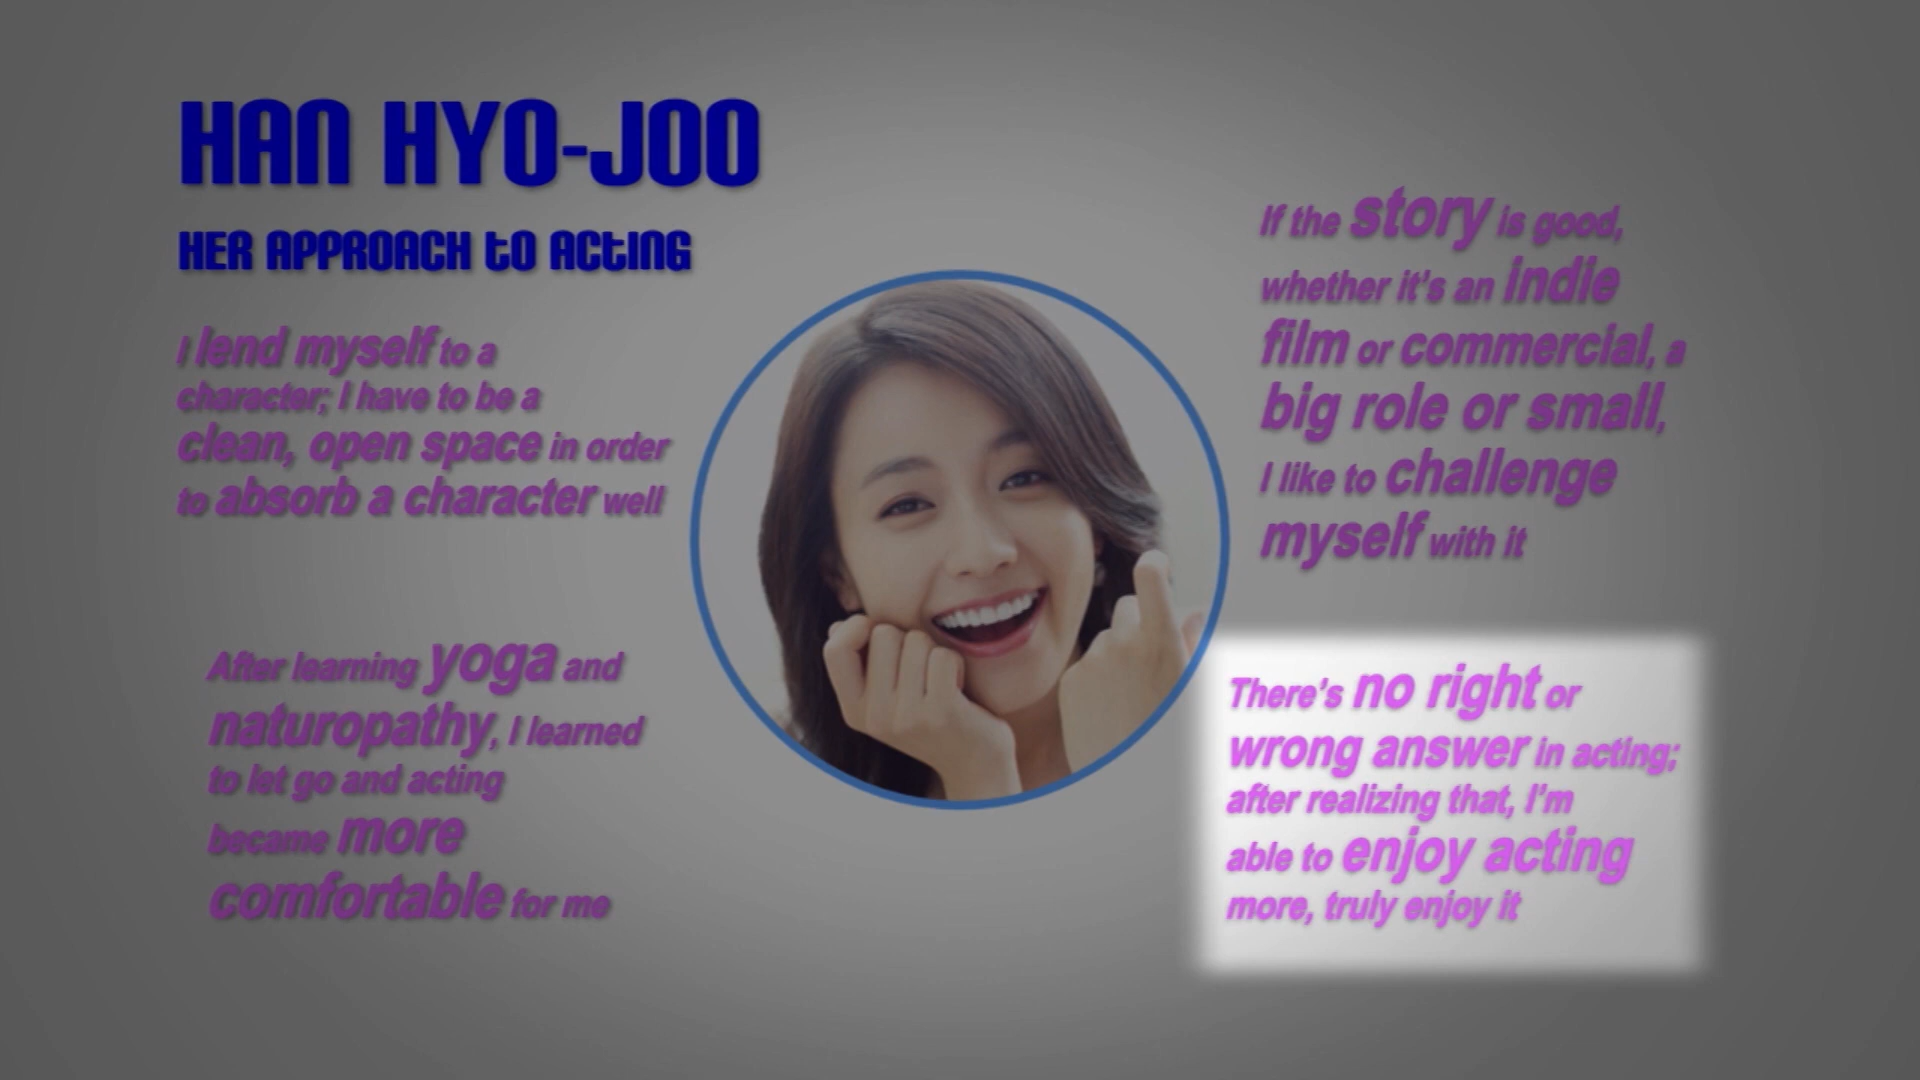 HAN HYO-JOO
HER APPROACH TO ACTING
I lend myself to a
character; I have to be a
clean, open space in order
to absorb a character well
After learning yoga and
naturopathy, I learned
to let go and acting
became more
comfortable for me
If the story is good,
whether it's an indie
film or commercial, a
big role or small,
I like to challenge
myself with it
There's no right or
wrong answer in acting;
after realizing that, I'm
able to enjoy acting
more, truly enjoy it